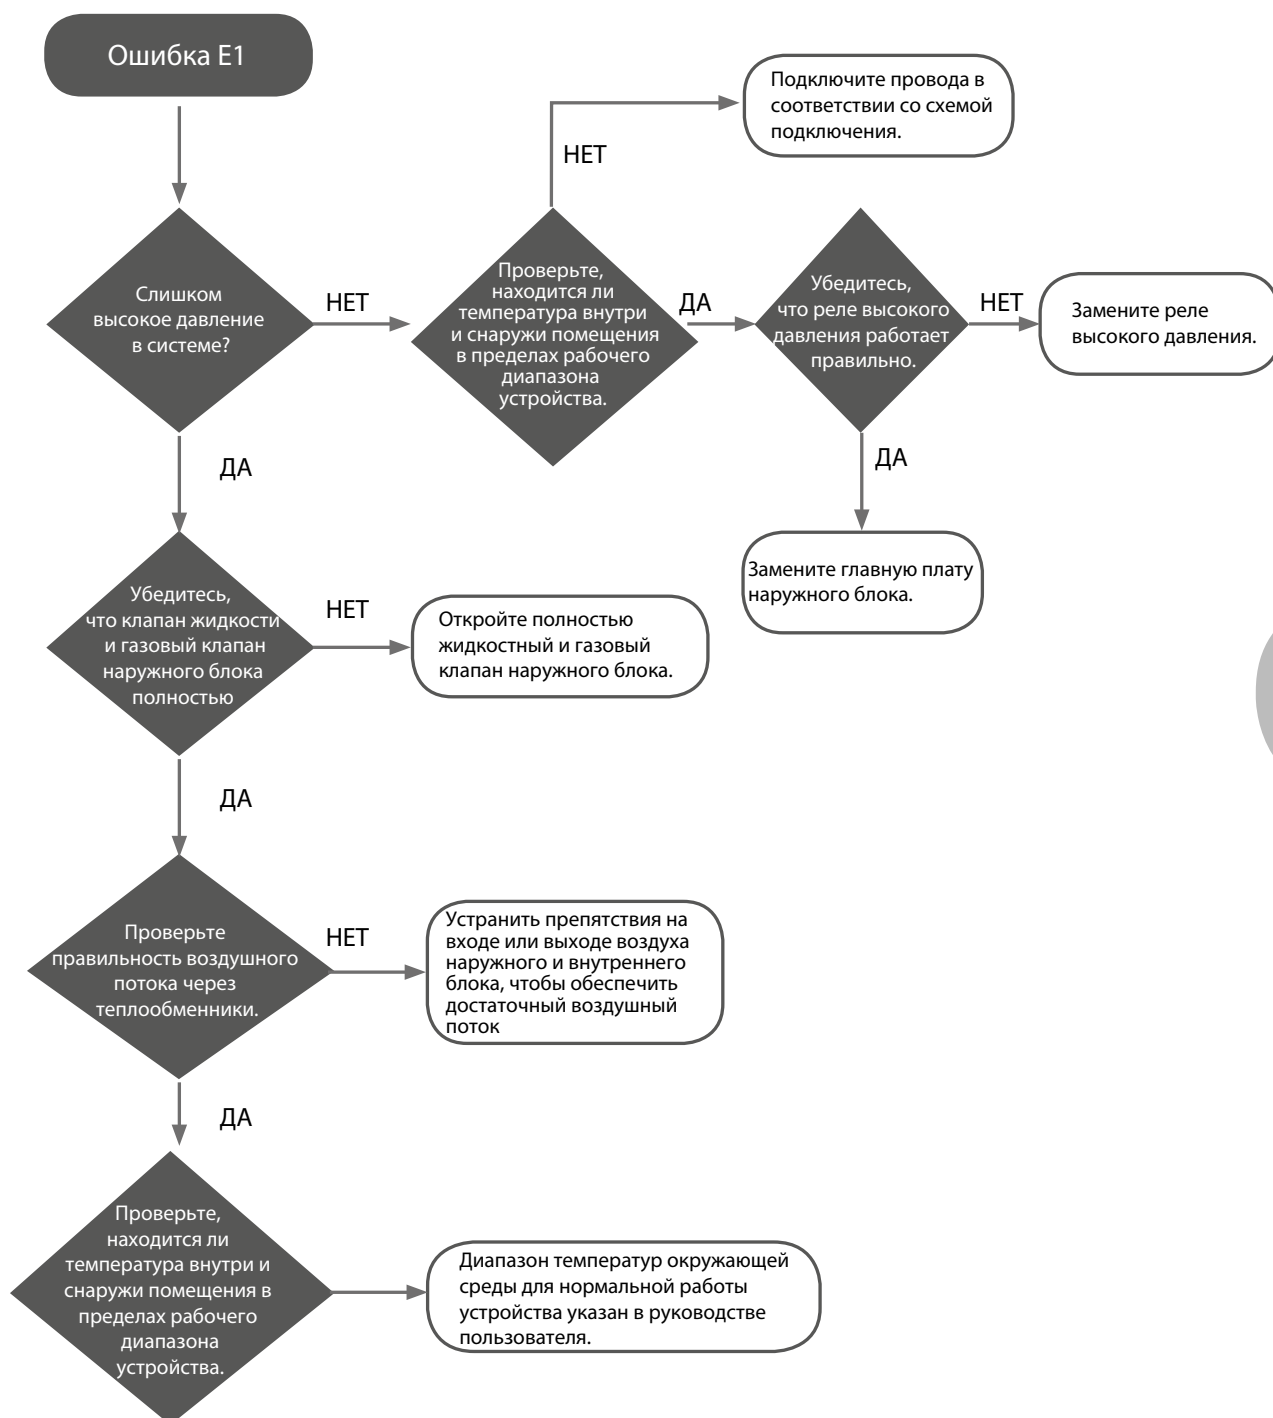 Ошибка E1
Подключите провода в
соответствии со схемой
подключения.
НЕТ
Слишком
высокое давление
в системе?
НЕТ
Проверьте,
находится ли
температура внутри
и снаружи помещения
в пределах рабочего
диапазона
устройства.
ДА
Убедитесь,
что реле высокого
давления работает
правильно.
НЕТ
Замените реле
высокого давления.
ДА
ДА
Замените главную плату
наружного блока.
Убедитесь,
что клапан жидкости
и газовый клапан
наружного блока
полностью
НЕТ
Откройте полностью
жидкостный и газовый
клапан наружного блока.
ДА
Проверьте
правильность воздушного
потока через
теплообменники.
НЕТ
Устранить препятствия на
входе или выходе воздуха
наружного и внутреннего
блока, чтобы обеспечить
достаточный воздушный
поток
ДА
Проверьте,
находится ли
температура внутри и
снаружи помещения в
пределах рабочего
диапазона
устройства.
Диапазон температур окружающей
среды для нормальной работы
устройства указан в руководстве
пользователя.